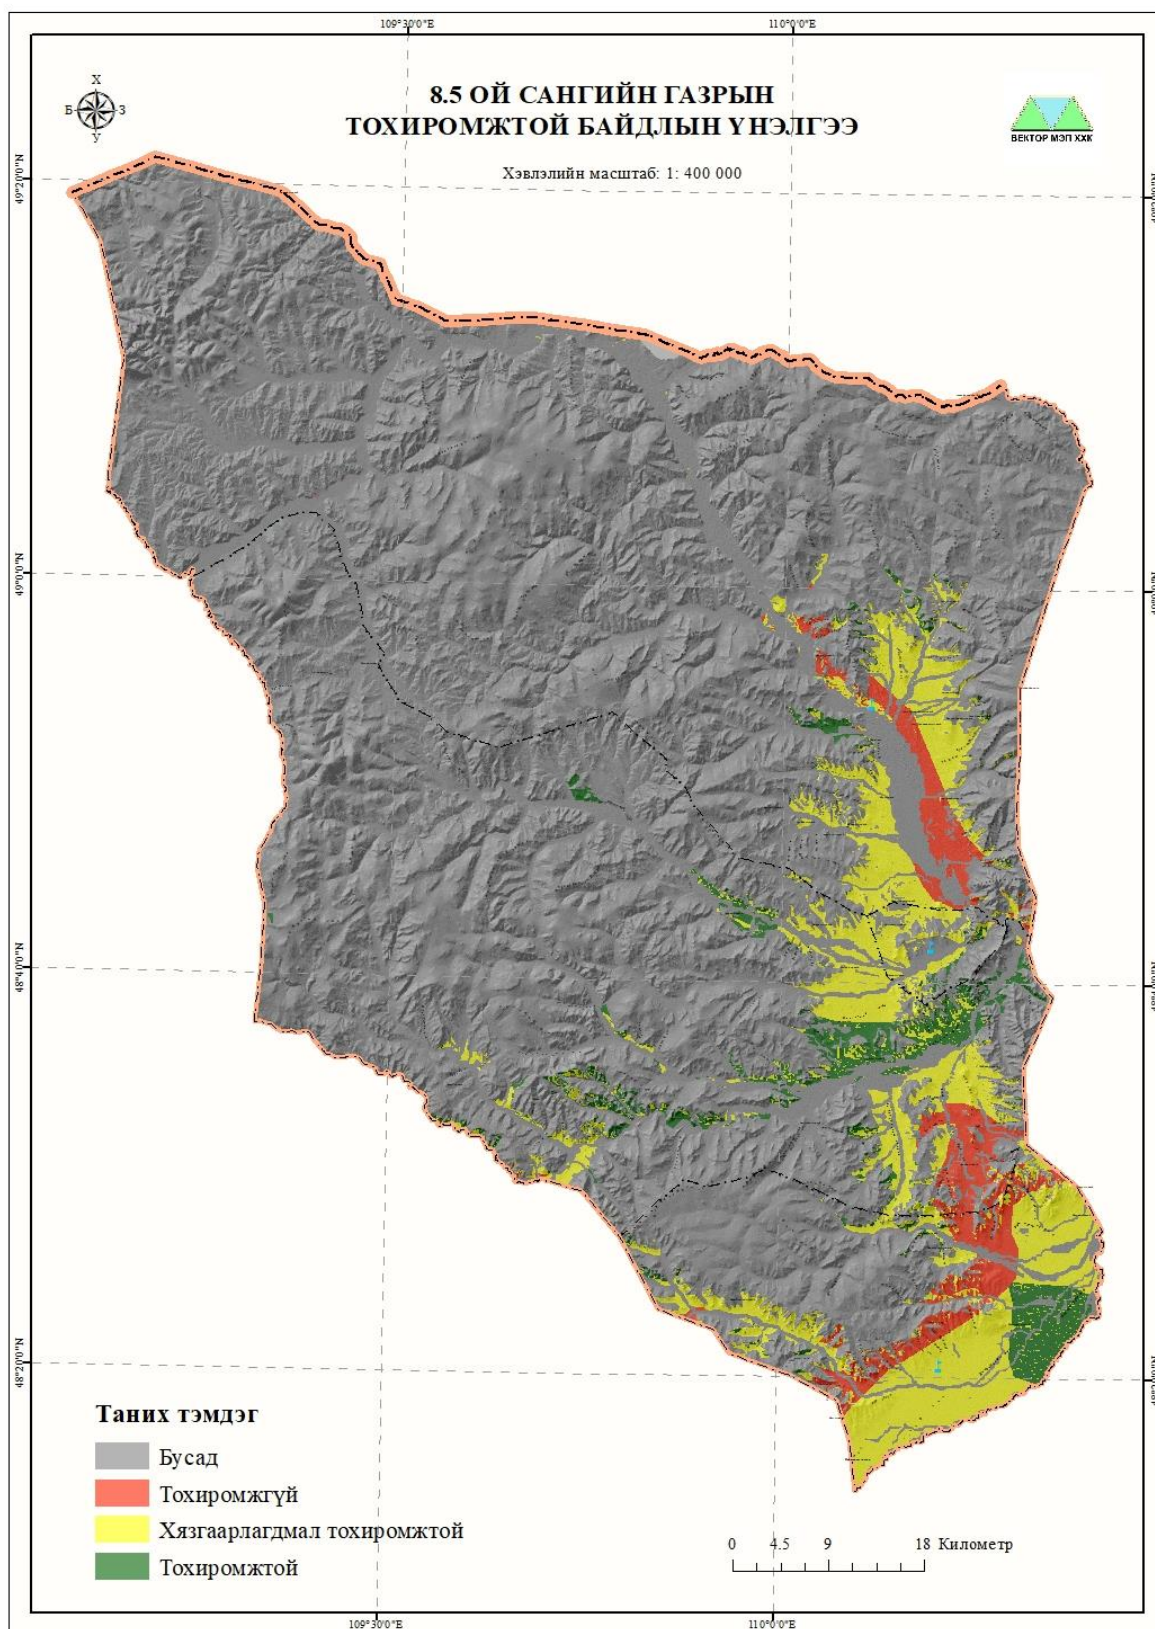 109°30'0"E 110°0'0"E
Х
Б З
У
8.5 ОЙ САНГИЙН ГАЗРЫН
ТОХИРОМЖТОЙ БАЙДЛЫН ҮНЭЛГЭЭ
Хэвлэлийн масштаб: 1: 400 000
ВЕКТОР МЭП ХХК
49°20'0"N
49°0'0"N
48°40'0"N
48°20'0"N
Таних тэмдэг
Бусад
Тохиромжгүй
Хязгаарлагдмал тохиромжтой
Тохиромжтой
0 4.5 9 18 Километр
109°30'0"E 110°0'0"E